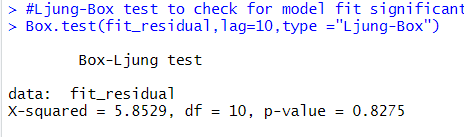 > #Ljung-Box test to check for model fit significant
> Box.test(fit_residual,lag=10,type ="Ljung-Box")
Box-Ljung test
data: fit_residual
X-squared = 5.8529, df = 10, p-value = 0.8275